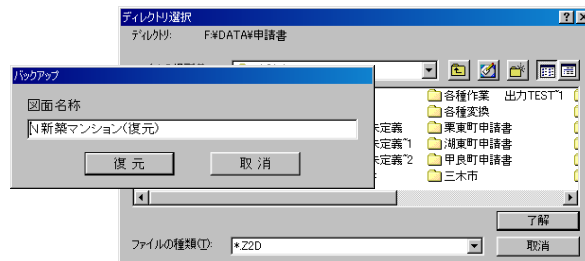 ディレクトリ選択
ディレクトリ: F:¥DATA¥申請書
バックアップ
図面名称
N新築マンション(復元)
復元 取消
各種作業 出力TEST~1
各種変換
未定義 栗東町申請書
未定義~1 湖東町申請書
未定義~2 甲良町申請書
三木市
了解
ファイルの種類(T): *.Z2D 取消